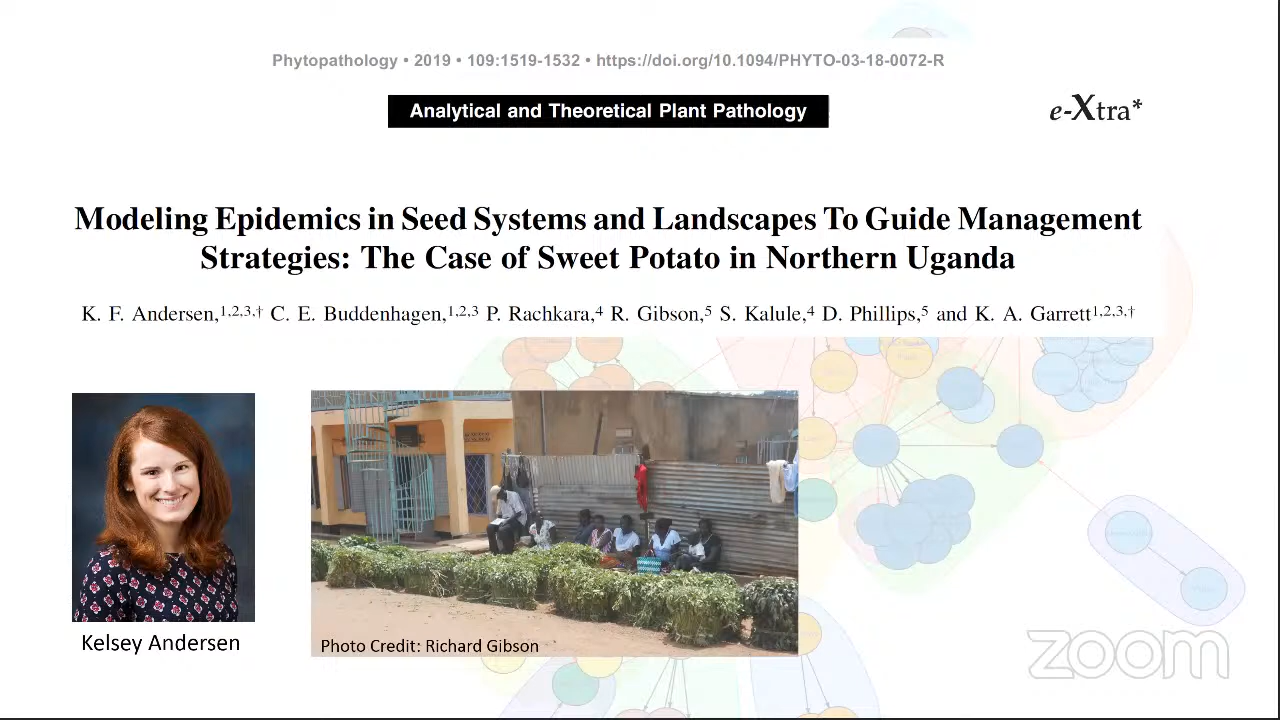 Phytopathology • 2019 • 109:1519-1532 • https://doi.org/10.1094/PHYTO-03-18-0072-R
Analytical and Theoretical Plant Pathology
e-Xtra*
Modeling Epidemics in Seed Systems and Landscapes To Guide Management
Strategies: The Case of Sweet Potato in Northern Uganda
K. F. Andersen,1,2,3,† C. E. Buddenhagen,1,2,3 P. Rachkara,4 R. Gibson,5 S. Kalule,4 D. Phillips,5 and K. A. Garrett1,2,3,†
Kelsey Andersen
Photo Credit: Richard Gibson
zoom